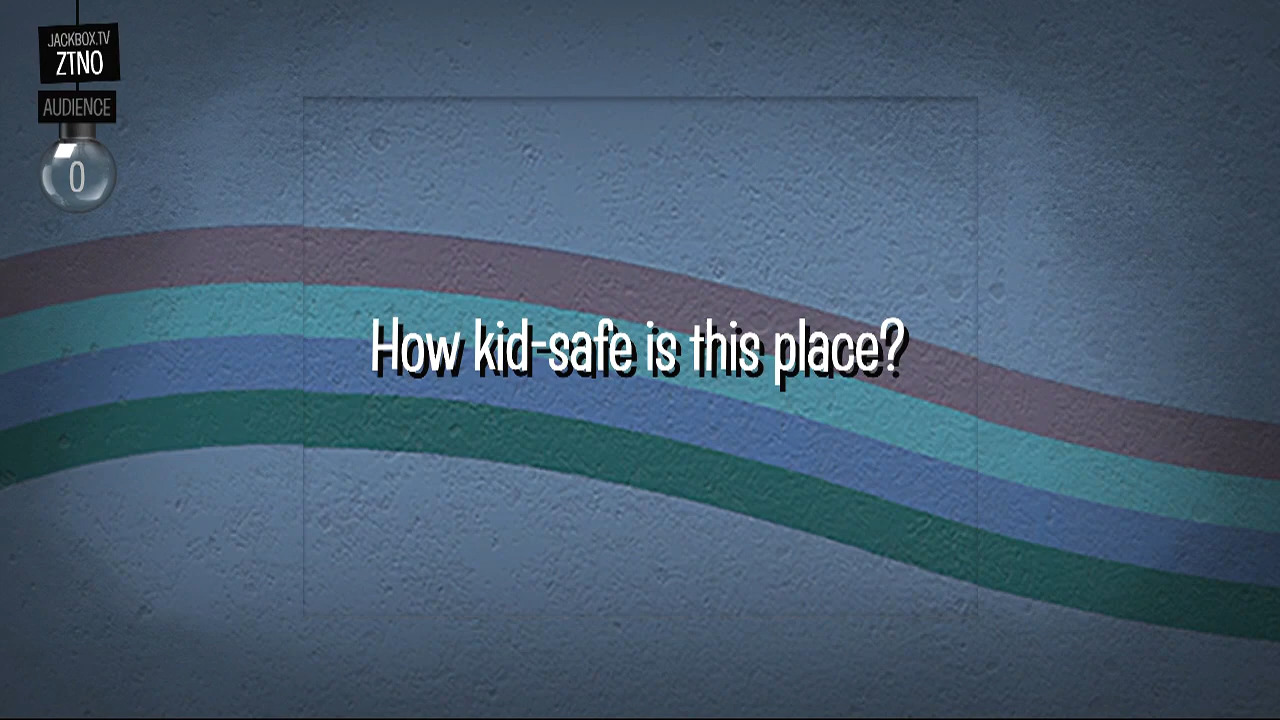 JACKBOX.TV
ZTNO
AUDIENCE
0
How kid-safe is this place?